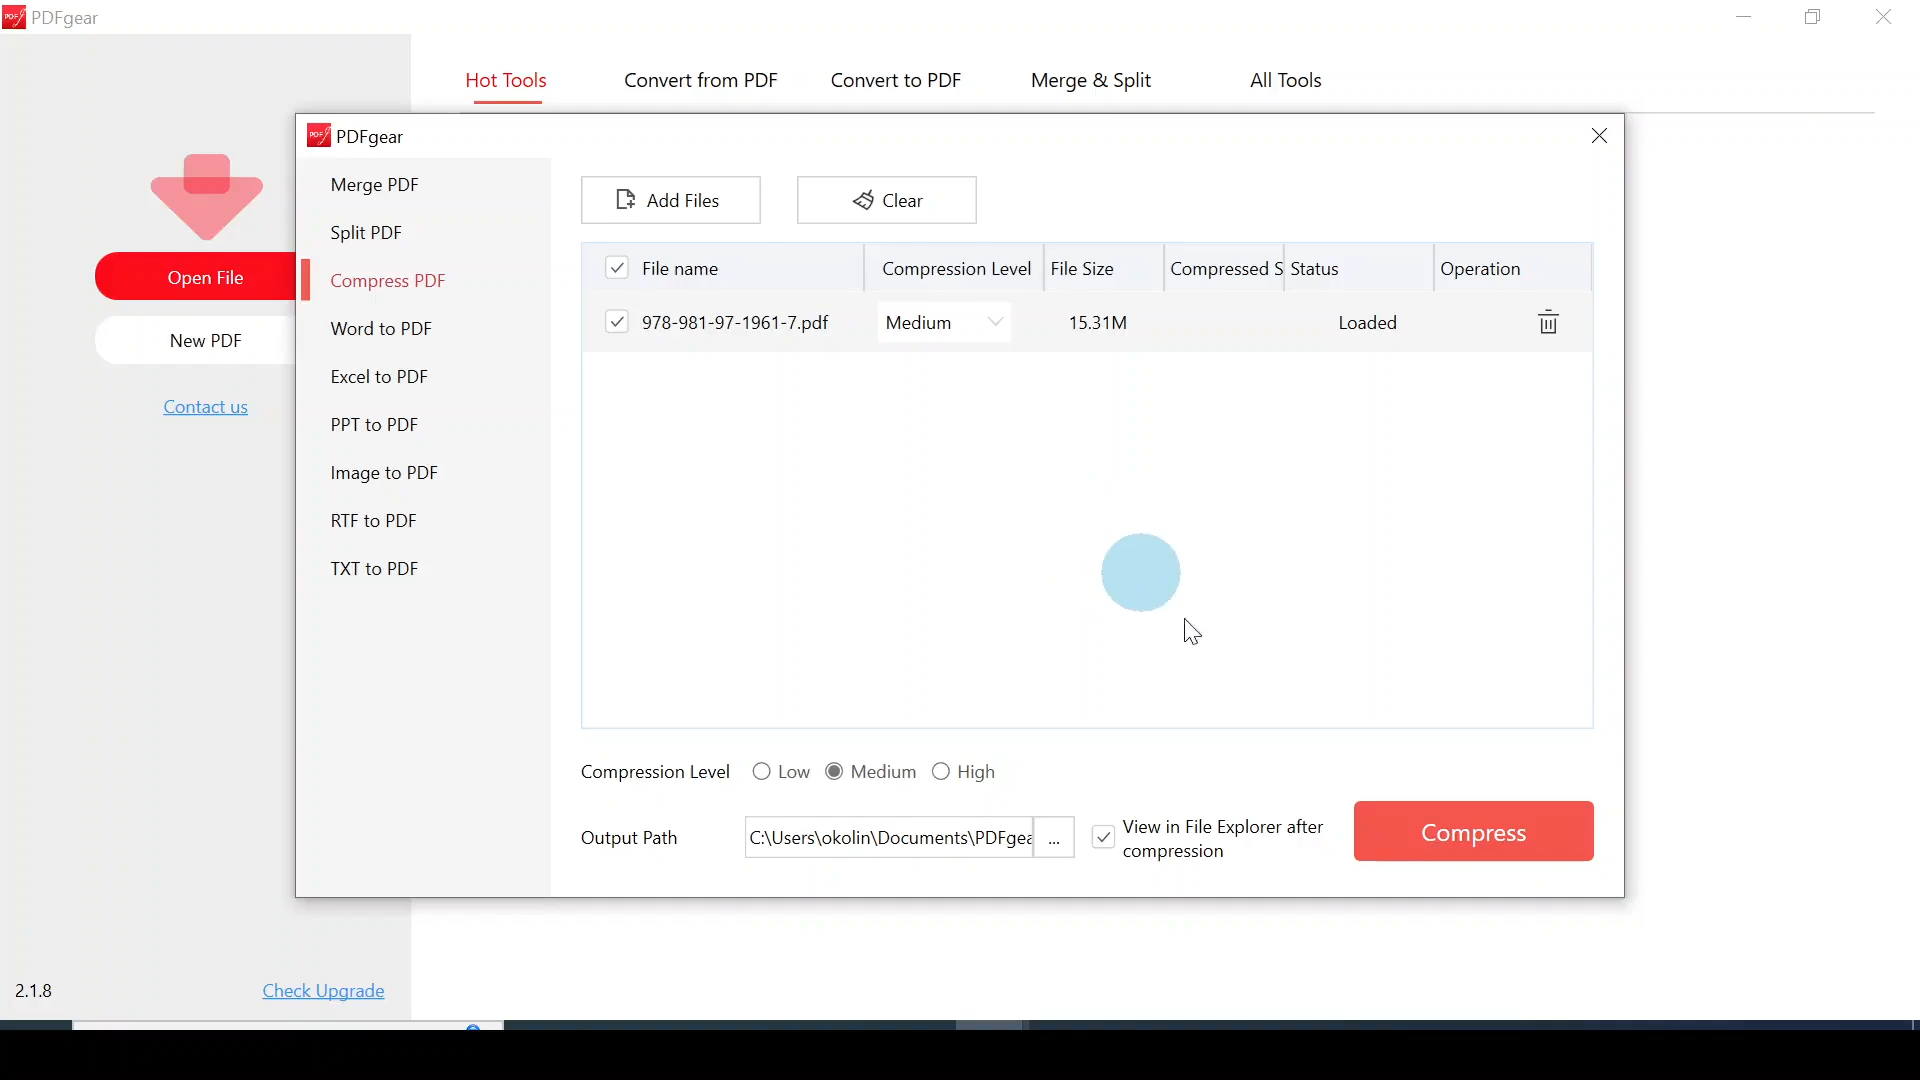 PDFgear
Hot Tools
Convert from PDF
Convert to PDF
Merge & Split
All Tools
Open File
New PDF
Contact us
2.1.8
Check Upgrade
PDFgear
Merge PDF
Split PDF
Compress PDF
Word to PDF
Excel to PDF
PPT to PDF
Image to PDF
RTF to PDF
TXT to PDF
Add Files
Clear
File name Compression Level File Size Compressed S Status Operation
978-981-97-1961-7.pdf Medium 15.31M Loaded
Compression Level Low Medium High
Output Path C:\Users\okolin\Documents\PDFgea ...
View in File Explorer after
compression
Compress